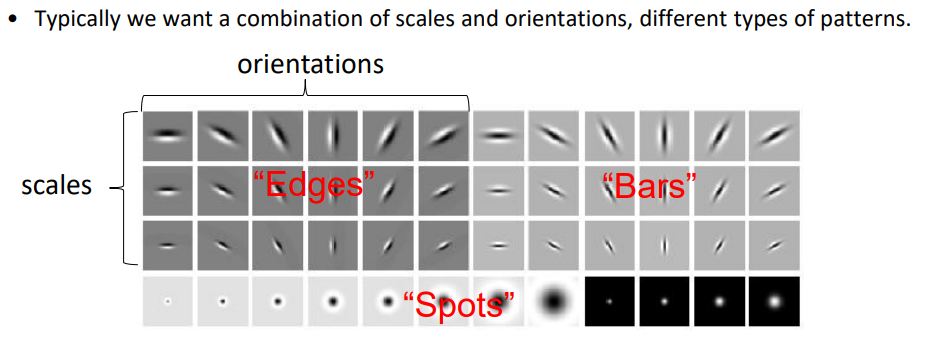 • Typically we want a combination of scales and orientations, different types of patterns.
orientations
scales
“Edges”
“Bars”
“Spots”